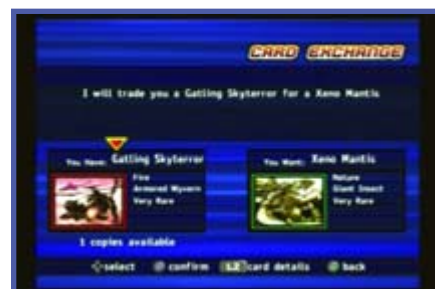 CARD EXCHANGE
I will trade you a Gatling Skyterror for a Xeno Mantis
You Have: Gatling Skyterror
Fire
Armored Wyvern
Very Rare
1 copies available
You Want: Xeno Mantis
Nature
Giant Insect
Very Rare
select confirm L2 card details back